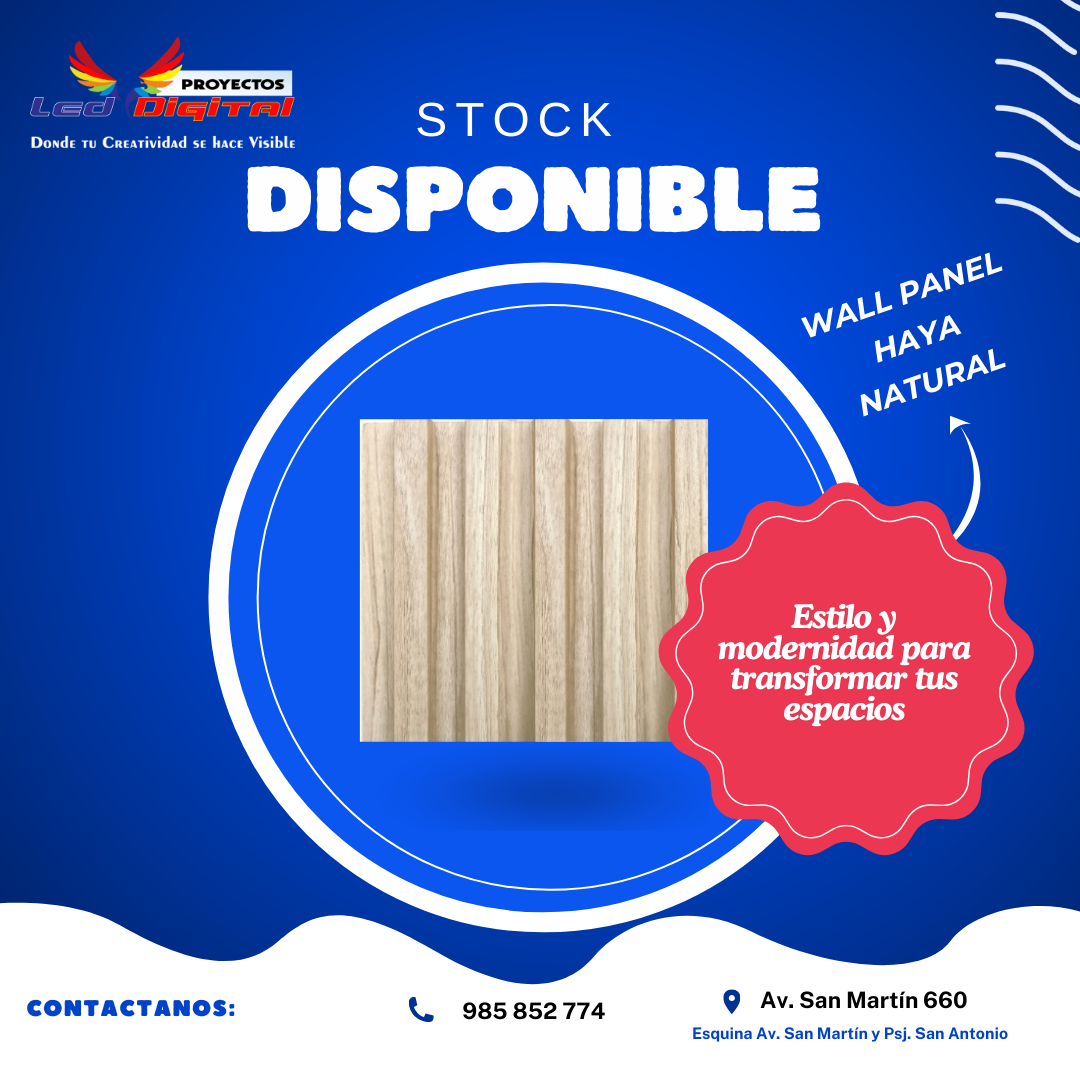 PROYECTOS
Led Digital
Donde tu Creatividad se hace Visible
STOCK
DISPONIBLE
WALL PANEL
HAYA
NATURAL
Estilo y
modernidad para
transformar tus
espacios
CONTACTANOS:
985 852 774
Av. San Martín 660
Esquina Av. San Martín y Psj. San Antonio